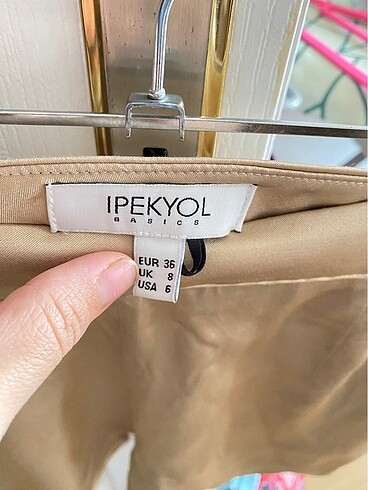 IPEKYOL
BASICS
EUR 36
UK 8
USA 6